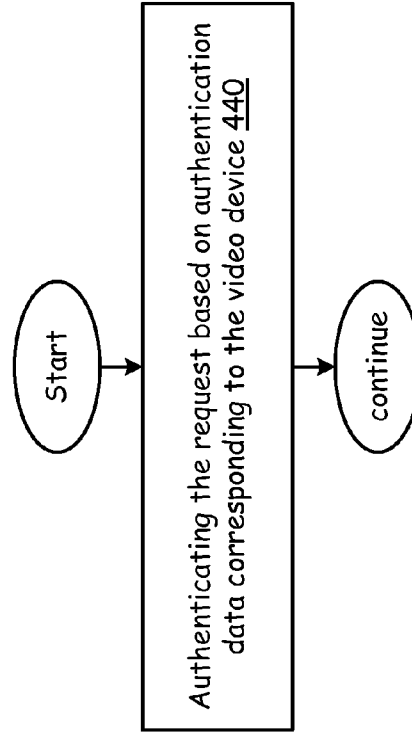 Start
Authenticating the request based on authentication
data corresponding to the video device 440
continue